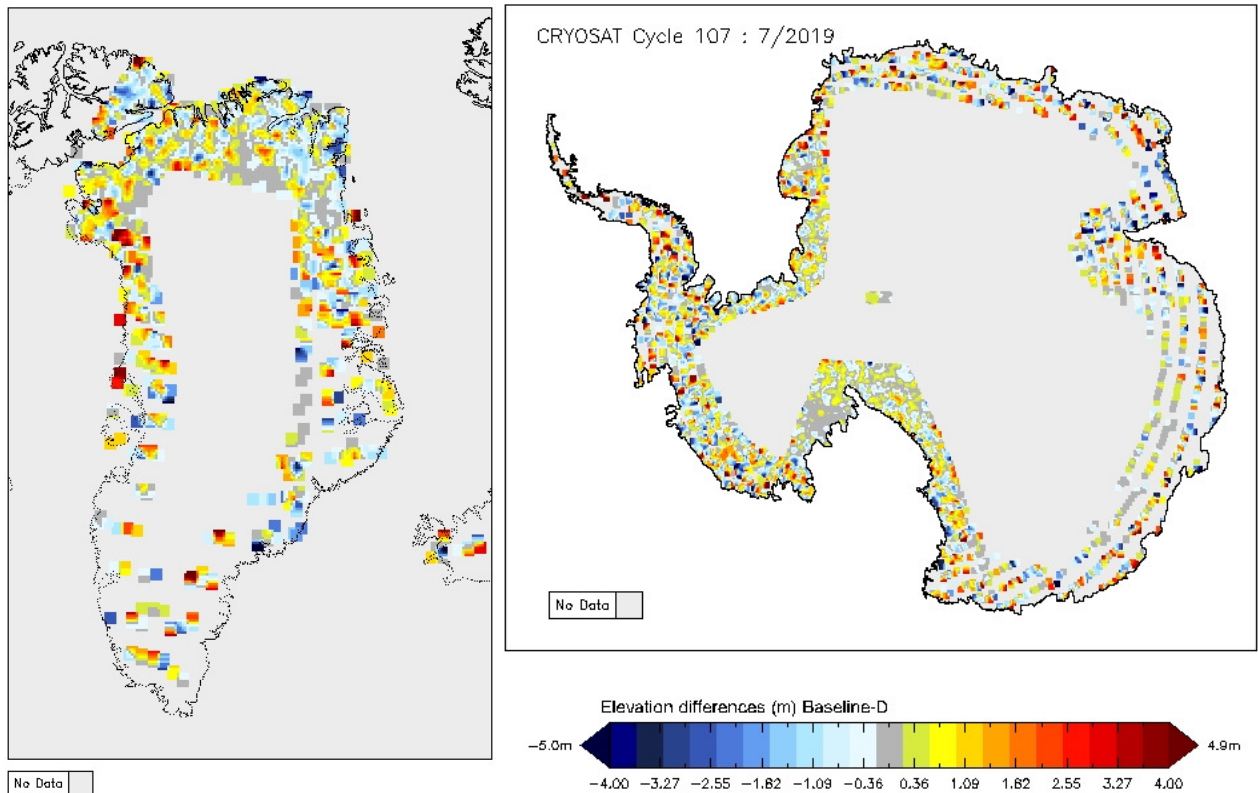 CRYOSAT Cycle 107 : 7/2019
No Data
Elevation differences (m) Baseline-D
−5.0m
4.9m
−4.00 −3.27 −2.55 −1.82 −1.09 −0.36 0.36 1.09 1.82 2.55 3.27 4.00
No Data